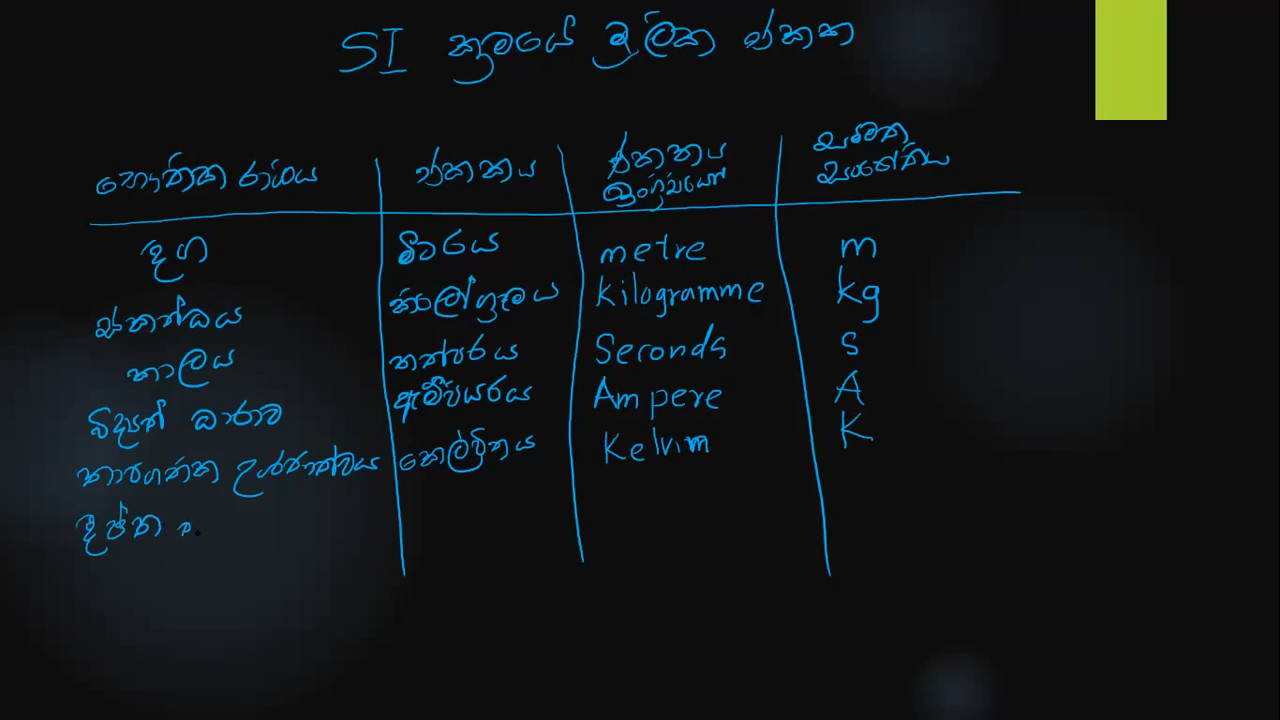 SI ක්‍රමයේ මූලික ඒකක
භෞතික රාශිය ඒකකය ඒකකය ඉංග්‍රීසියෙන් සම්මත සංකේතය
දිග මීටරය metre m
ස්කන්ධය කිලෝග්‍රෑමය kilogramme kg
කාලය තත්පරය Seconds s
විද්‍යුත් ධාරාව ඇම්පියරය Ampere A
තාපගතික උෂ්ණත්වය කෙල්විනය Kelvin K
දීප්ත